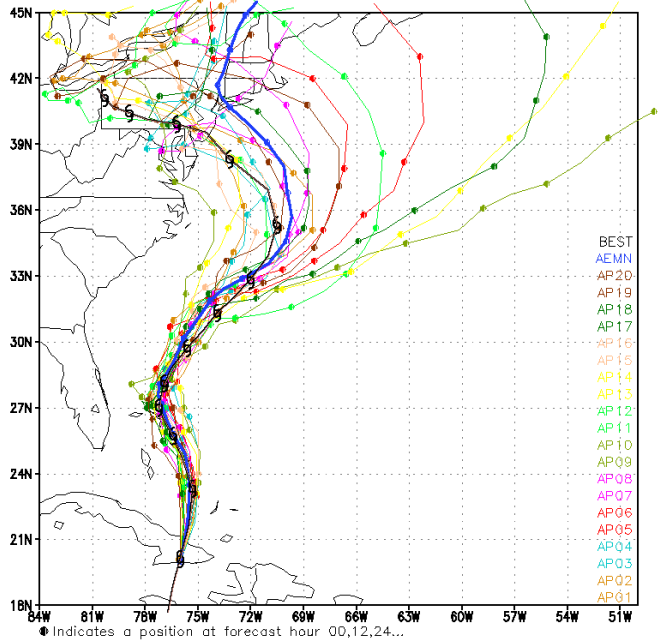 45N
42N
39N
36N
33N
30N
27N
24N
21N
18N
BEST
AEMN
AP20
AP19
AP18
AP17
AP16
AP15
AP14
AP13
AP12
AP11
AP10
AP09
AP08
AP07
AP06
AP05
AP04
AP03
AP02
AP01
84W 81W 78W 75W 72W 69W 66W 63W 60W 57W 54W 51W
Indicates a position at forecast hour 00,12,24...